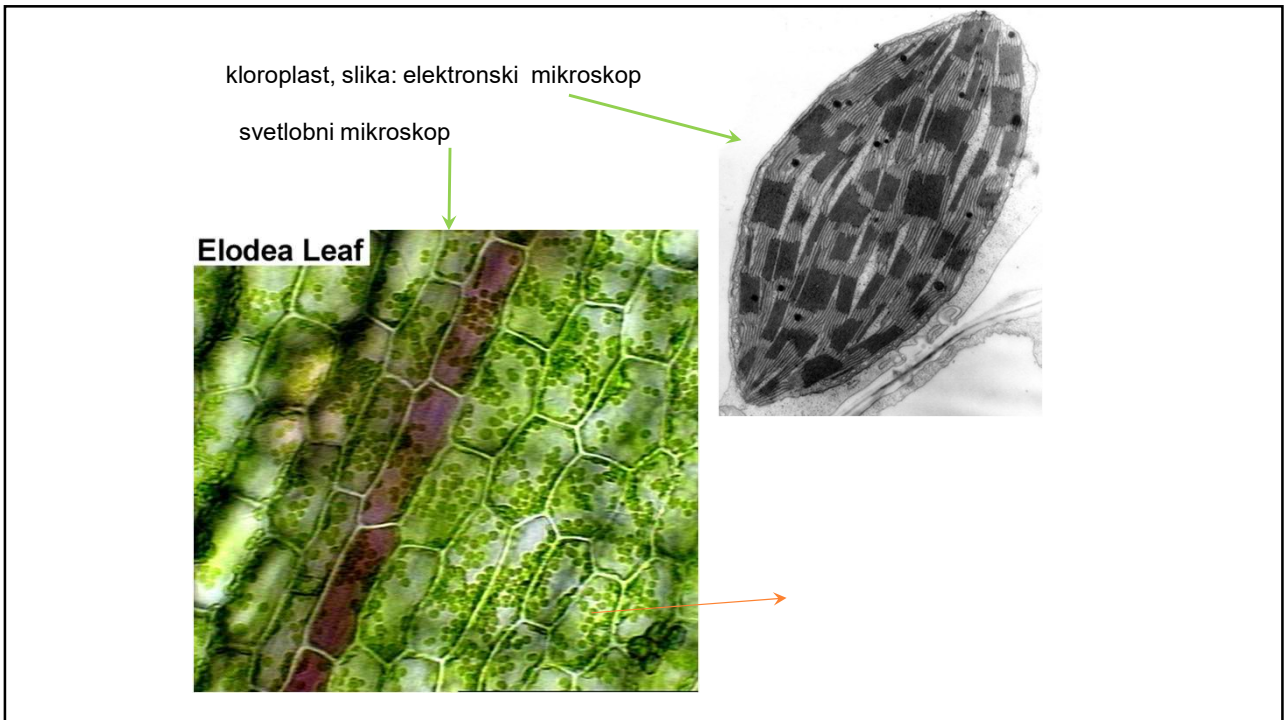 kloroplast, slika: elektronski mikroskop
svetlobni mikroskop
Elodea Leaf